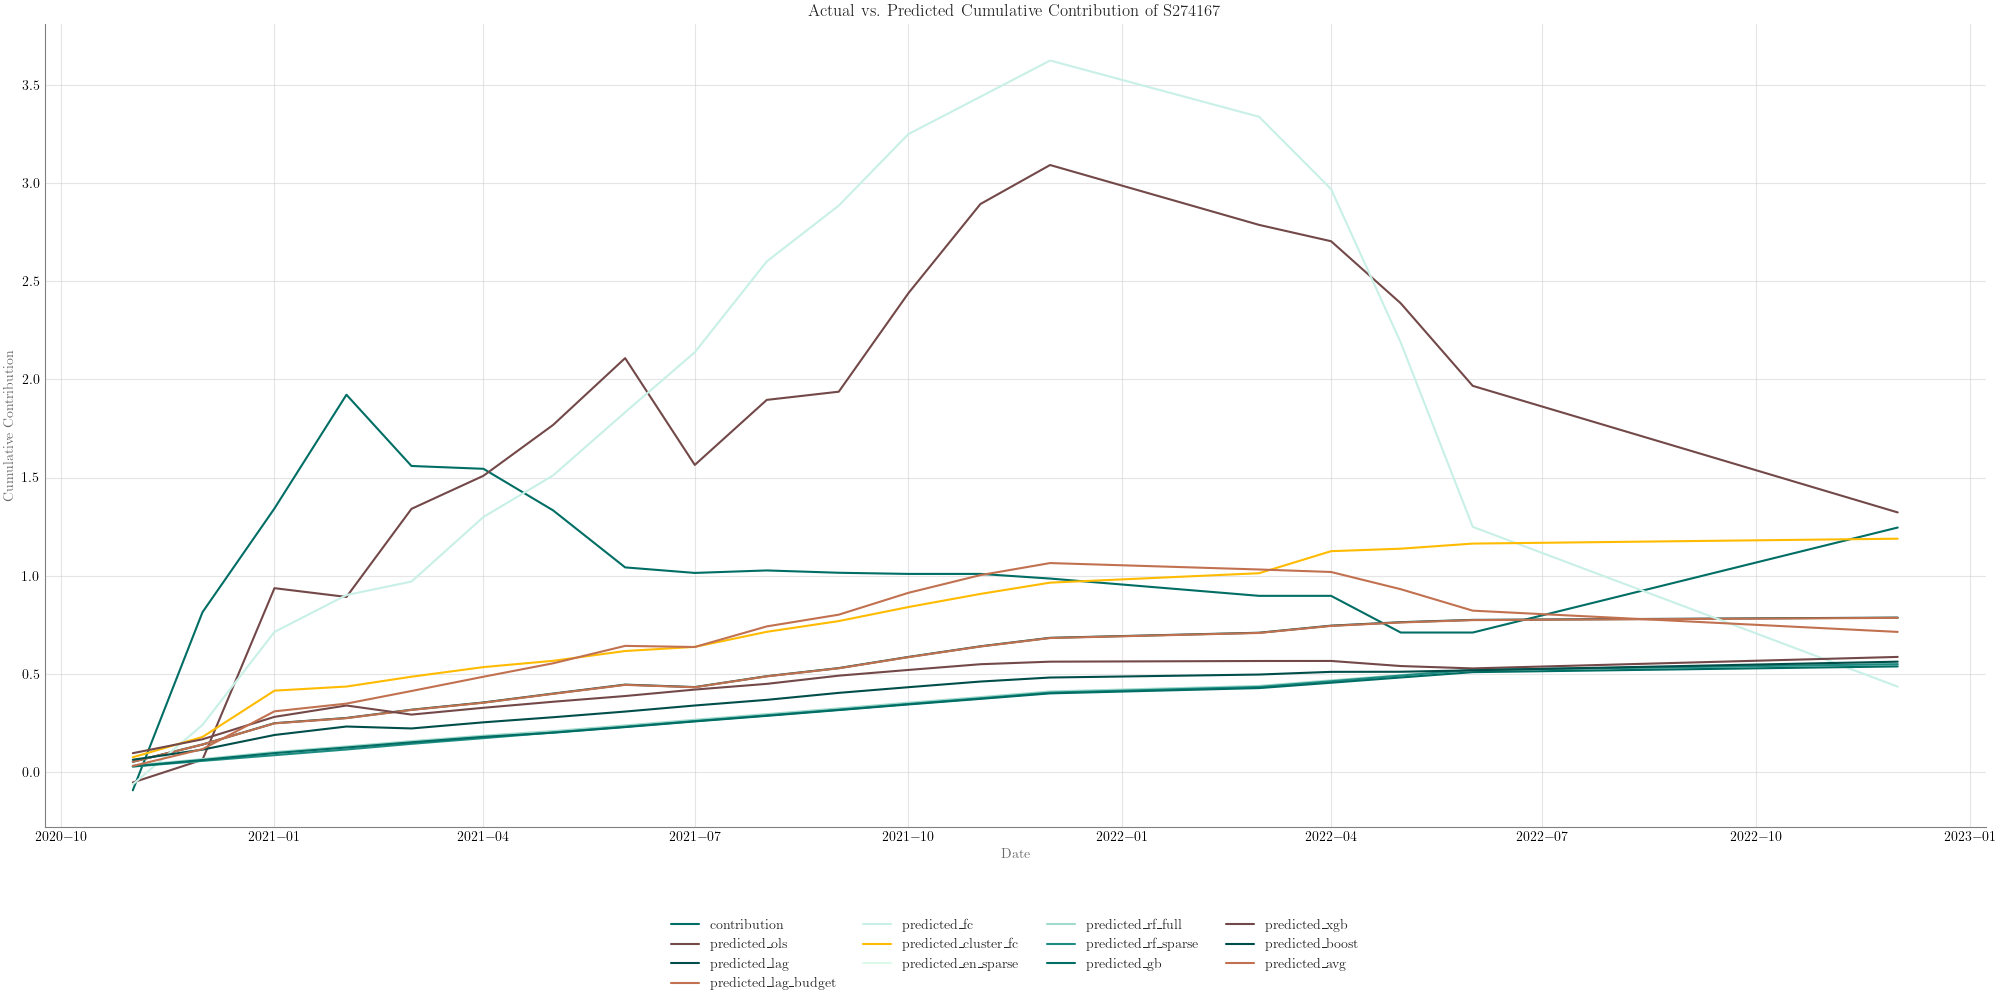 Actual vs. Predicted Cumulative Contribution of S274167
3.5
3.0
2.5
2.0
1.5
1.0
0.5
0.0
Cumulative Contribution
2020−10 2021−01 2021−04 2021−07 2021−10 2022−01 2022−04 2022−07 2022−10 2023−01
Date
contribution predicted_fc predicted_rf_full predicted_xgb
predicted_ols predicted_cluster_fc predicted_rf_sparse predicted_boost
predicted_lag predicted_en_sparse predicted_gb predicted_avg
predicted_lag_budget